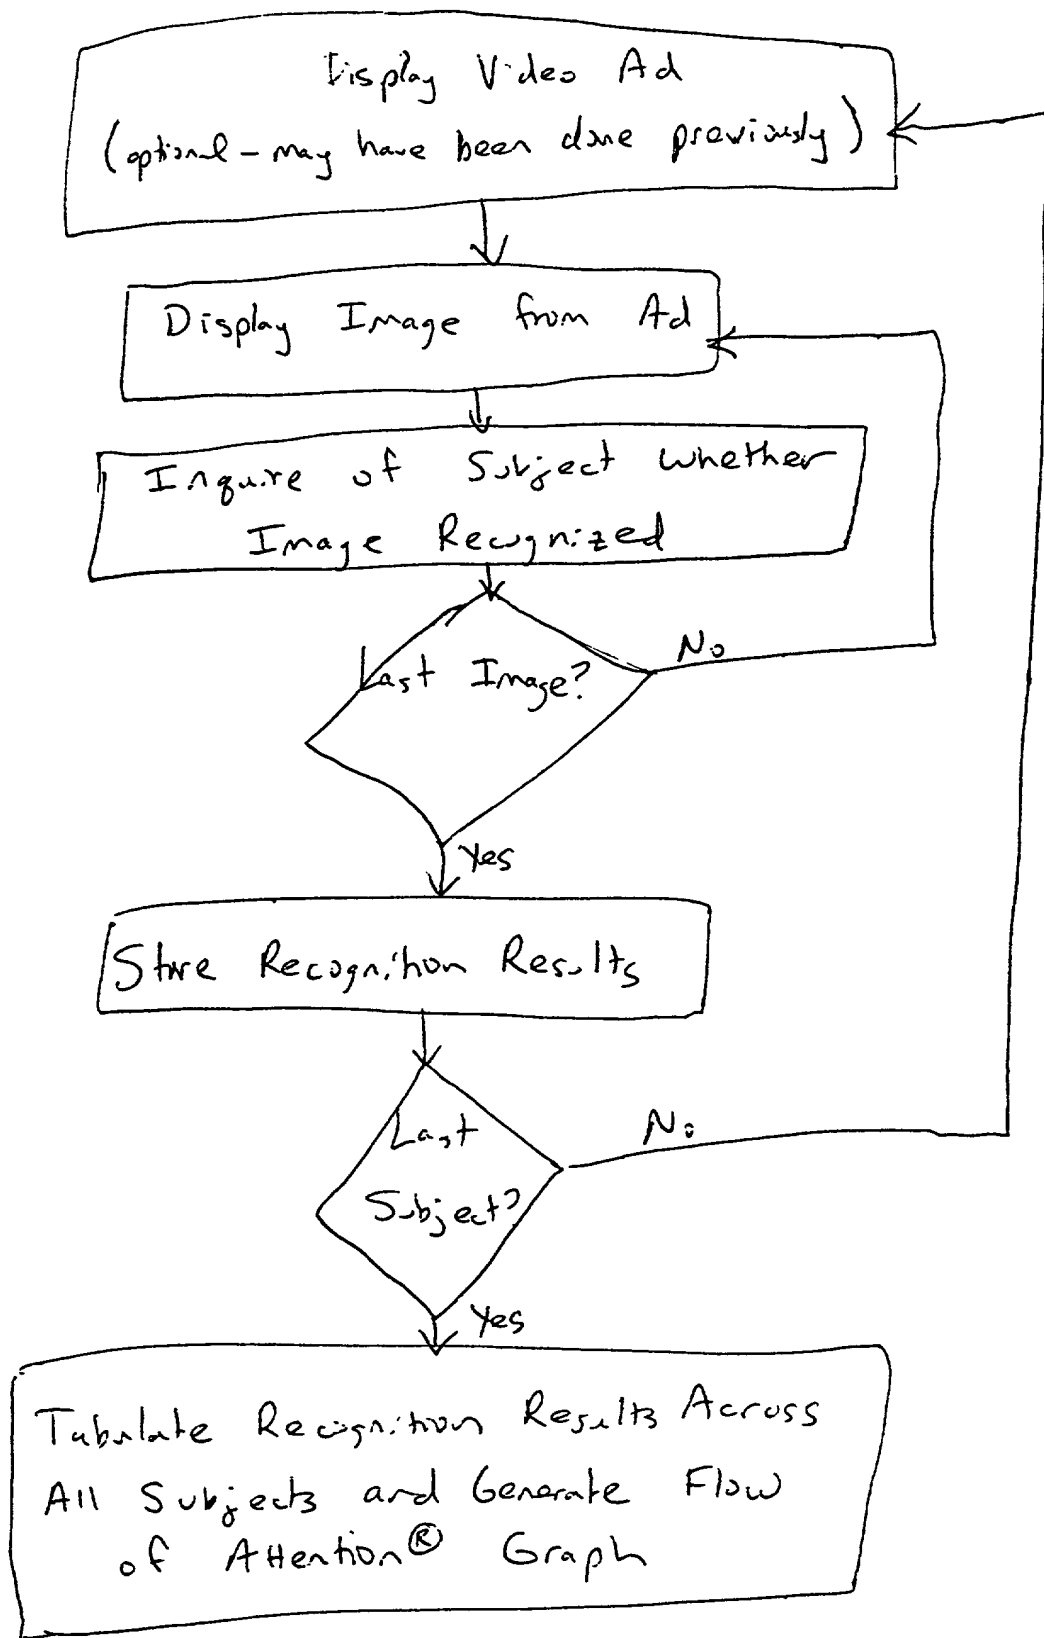 Display Video Ad
(optional - may have been done previously)
Display Image from Ad
Inquire of Subject whether
Image Recognized
Last Image?
No
Yes
Store Recognition Results
Last
No
Subject?
Yes
Tabulate Recognition Results Across
All Subjects and Generate Flow
of Attention® Graph